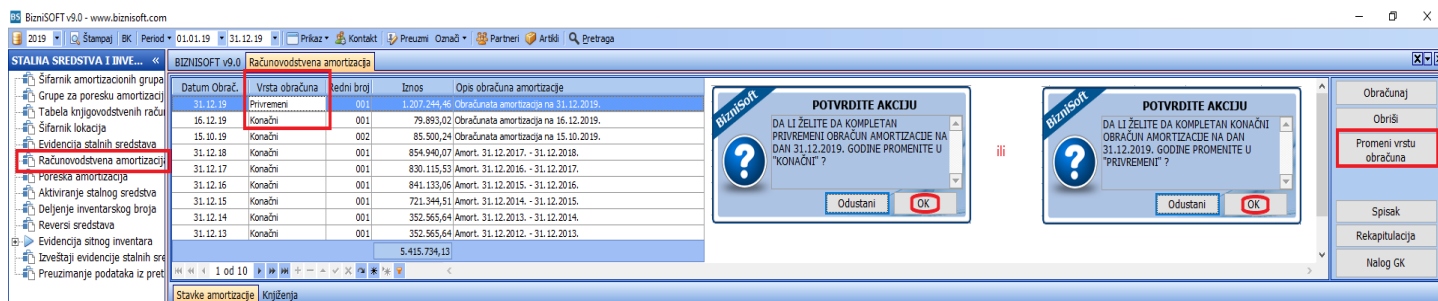 BizniSOFT v9.0 - www.biznisoft.com
2019 Štampaj BK Period 01.01.19 31.12.19 Prikaz Kontakt Preuzmi Označi Partneri Artikli Pretraga
STALNA SREDSTVA I INVE... «
BIZNISOFT v9.0 Računovodstvena amortizacija
Šifarnik amortizacionih grupa
Grupe za poresku amortizacij
Tabela knjigovodstvenih raču
Šifarnik lokacija
Evidencija stalnih sredstava
Računovodstvena amortizacij
Poreska amortizacija
Aktiviranje stalnog sredstva
Deljenje inventarskog broja
Reversi sredstava
Evidencija sitnog inventara
Izveštaji evidencije stalnih sre
Preuzimanje podataka iz pret
Datum Obrač. Vrsta obračuna Redni broj Iznos Opis obračuna amortizacije
31.12.19 Privremeni 001 1.207.244,46 Obračunata amortizacija na 31.12.2019.
16.12.19 Konačni 001 79.893,02 Obračunata amortizacija na 16.12.2019.
15.10.19 Konačni 002 85.500,24 Obračunata amortizacija na 15.10.2019.
31.12.18 Konačni 001 854.940,07 Amort. 31.12.2017. - 31.12.2018.
31.12.17 Konačni 001 830.115,53 Amort. 31.12.2016. - 31.12.2017.
31.12.16 Konačni 001 841.133,06 Amort. 31.12.2015. - 31.12.2016.
31.12.15 Konačni 001 721.344,51 Amort. 31.12.2014. - 31.12.2015.
31.12.14 Konačni 001 352.565,64 Amort. 31.12.2013. - 31.12.2014.
31.12.13 Konačni 001 352.565,64 Amort. 31.12.2012. - 31.12.2013.
5.415.734,13
1 od 10
Stavke amortizacije Knjiženja
BizniSoft
POTVRDITE AKCIJU
DA LI ŽELITE DA KOMPLETAN
PRIVREMENI OBRAČUN AMORTIZACIJE NA
DAN 31.12.2019. GODINE PROMENITE U
"KONAČNI" ?
Odustani OK
ili
BizniSoft
POTVRDITE AKCIJU
DA LI ŽELITE DA KOMPLETAN KONAČNI
OBRAČUN AMORTIZACIJE NA DAN
31.12.2019. GODINE PROMENITE U
"PRIVREMENI" ?
Odustani OK
Obračunaj
Obriši
Promeni vrstu
obračuna
Spisak
Rekapitulacija
Nalog GK